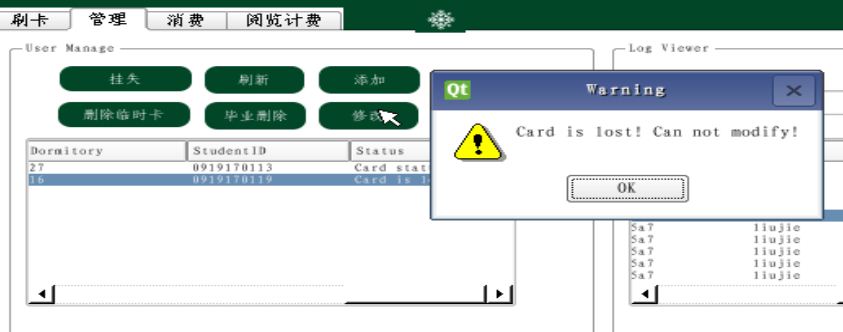 刷卡 管理 消费 阅览计费
User Manage
Log Viewer
挂失 刷新 添加
删除临时卡 毕业删除 修改
Qt Warning
Card is lost! Can not modify!
OK
Dormitory StudentID Status
27 0919170113 Card stat
16 0919170119 Card is l
5a7 liujie
5a7 liujie
5a7 liujie
5a7 liujie
5a7 liujie